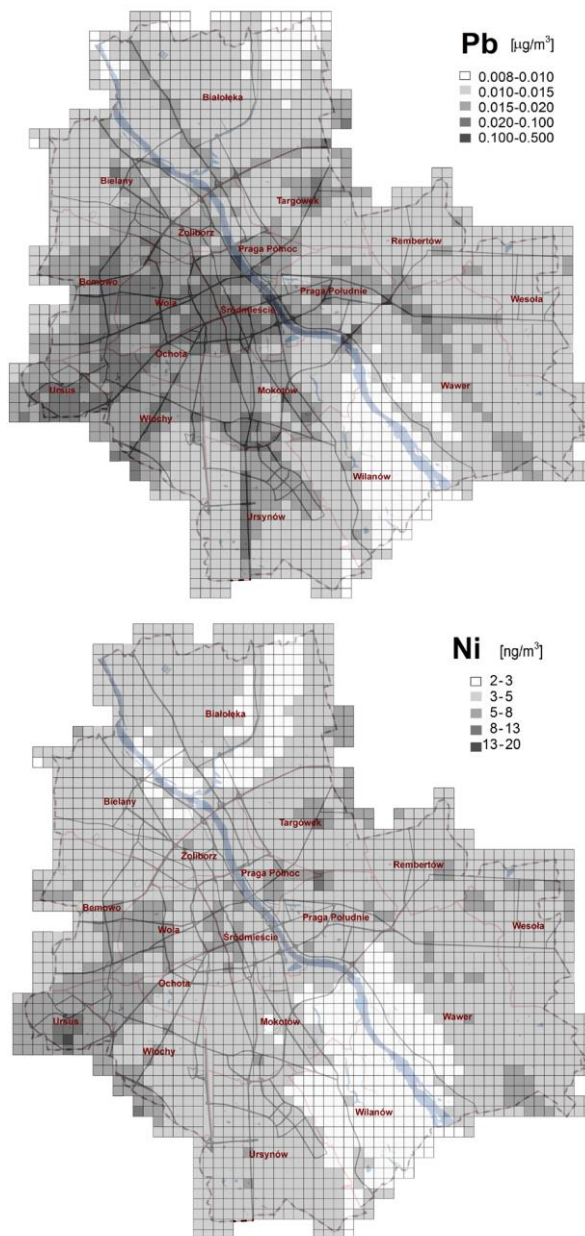 Pb [μg/m³]
0.008-0.010
0.010-0.015
0.015-0.020
0.020-0.100
0.100-0.500
Białołęka
Bielany
Targówek
Żoliborz
Rembertów
Praga Północ
Bemowo
Praga Południe
Wesoła
Wola
Śródmieście
Ochota
Ursus
Mokotów
Wawer
Włochy
Wilanów
Ursynów
Ni [ng/m³]
2-3
3-5
5-8
8-13
13-20
Białołęka
Bielany
Targówek
Żoliborz
Praga Północ
Rembertów
Bemowo
Praga Południe
Wola
Śródmieście
Wesoła
Ochota
Ursus
Mokotów
Wawer
Włochy
Wilanów
Ursynów